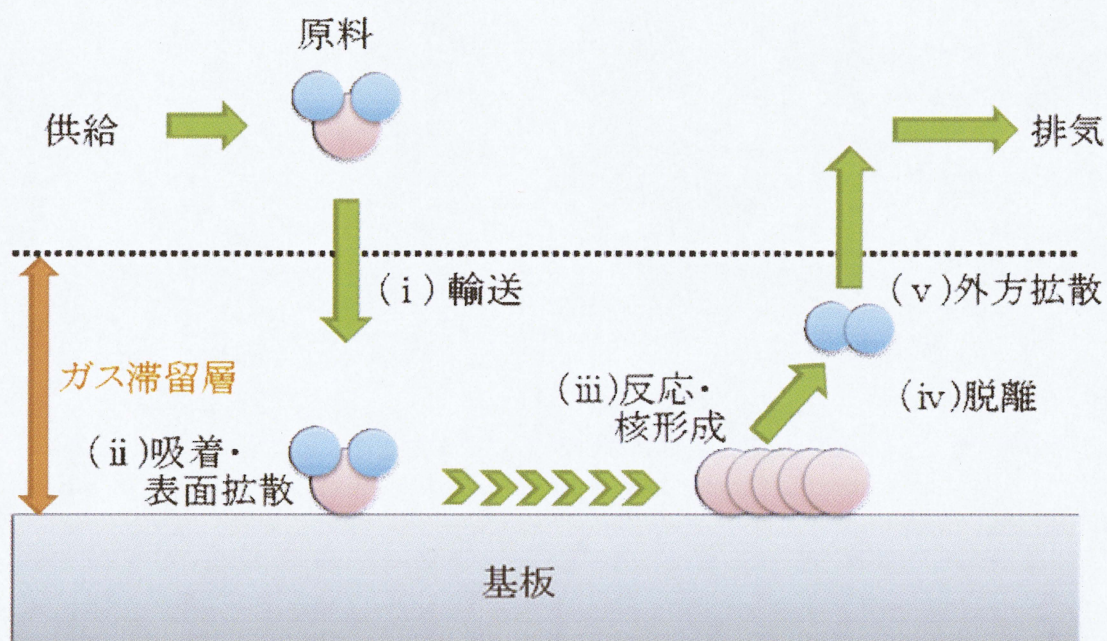 原料
供給
排気
(ⅰ)輸送
(ⅴ)外方拡散
ガス滞留層
(ⅲ)反応・
核形成
(ⅳ)脱離
(ⅱ)吸着・
表面拡散
基板